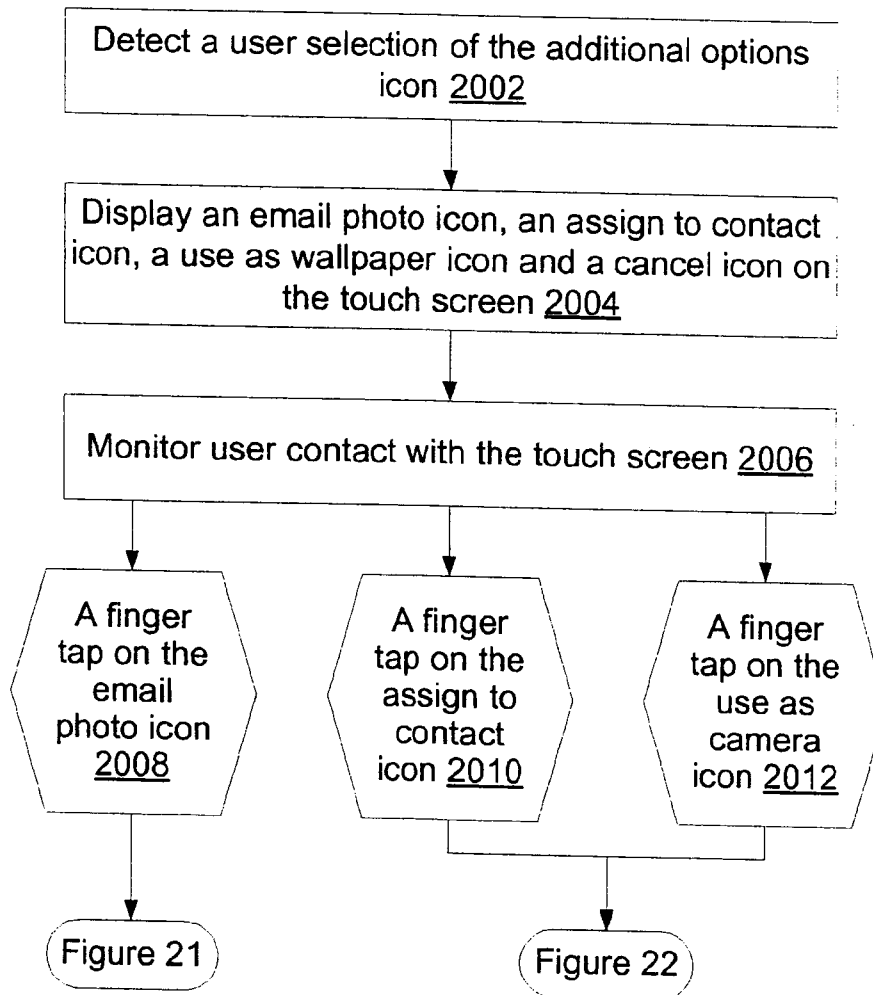 Detect a user selection of the additional options
icon 2002
Display an email photo icon, an assign to contact
icon, a use as wallpaper icon and a cancel icon on
the touch screen 2004
Monitor user contact with the touch screen 2006
A finger
tap on the
email
photo icon
2008
A finger
tap on the
assign to
contact
icon 2010
A finger
tap on the
use as
camera
icon 2012
Figure 21
Figure 22